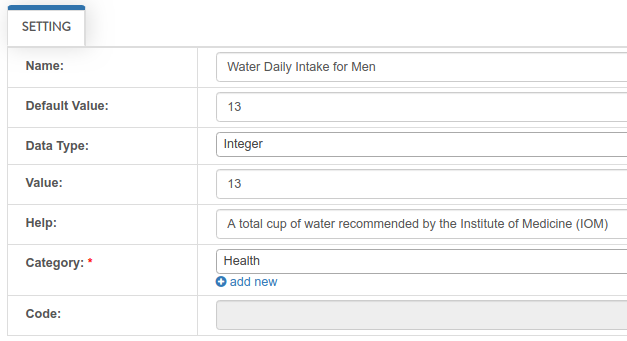 SETTING
Name: Water Daily Intake for Men
Default Value: 13
Data Type: Integer
Value: 13
Help: A total cup of water recommended by the Institute of Medicine (IOM)
Category: * Health
add new
Code: